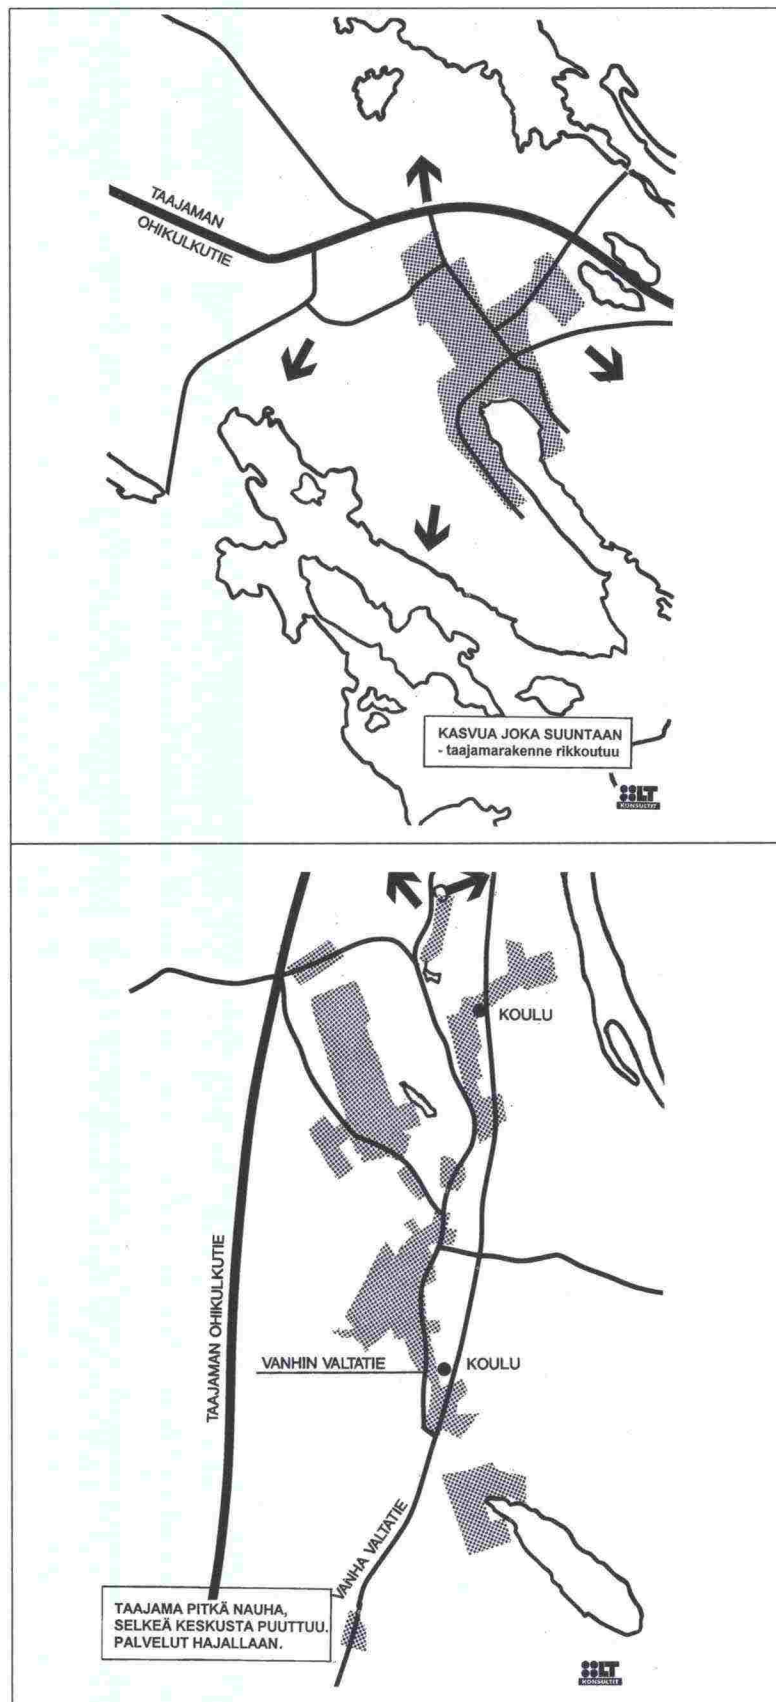 TAAJAMAN
OHIKULKUTIE
KASVUA JOKA SUUNTAAN
- taajamarakenne rikkoutuu
LT
KONSULTIT
KOULU
TAAJAMAN OHIKULKUTIE
VANHIN VALTATIE
KOULU
VANHA VALTATIE
TAAJAMA PITKÄ NAUHA,
SELKEÄ KESKUSTA PUUTTUU.
PALVELUT HAJALLAAN.
LT
KONSULTIT